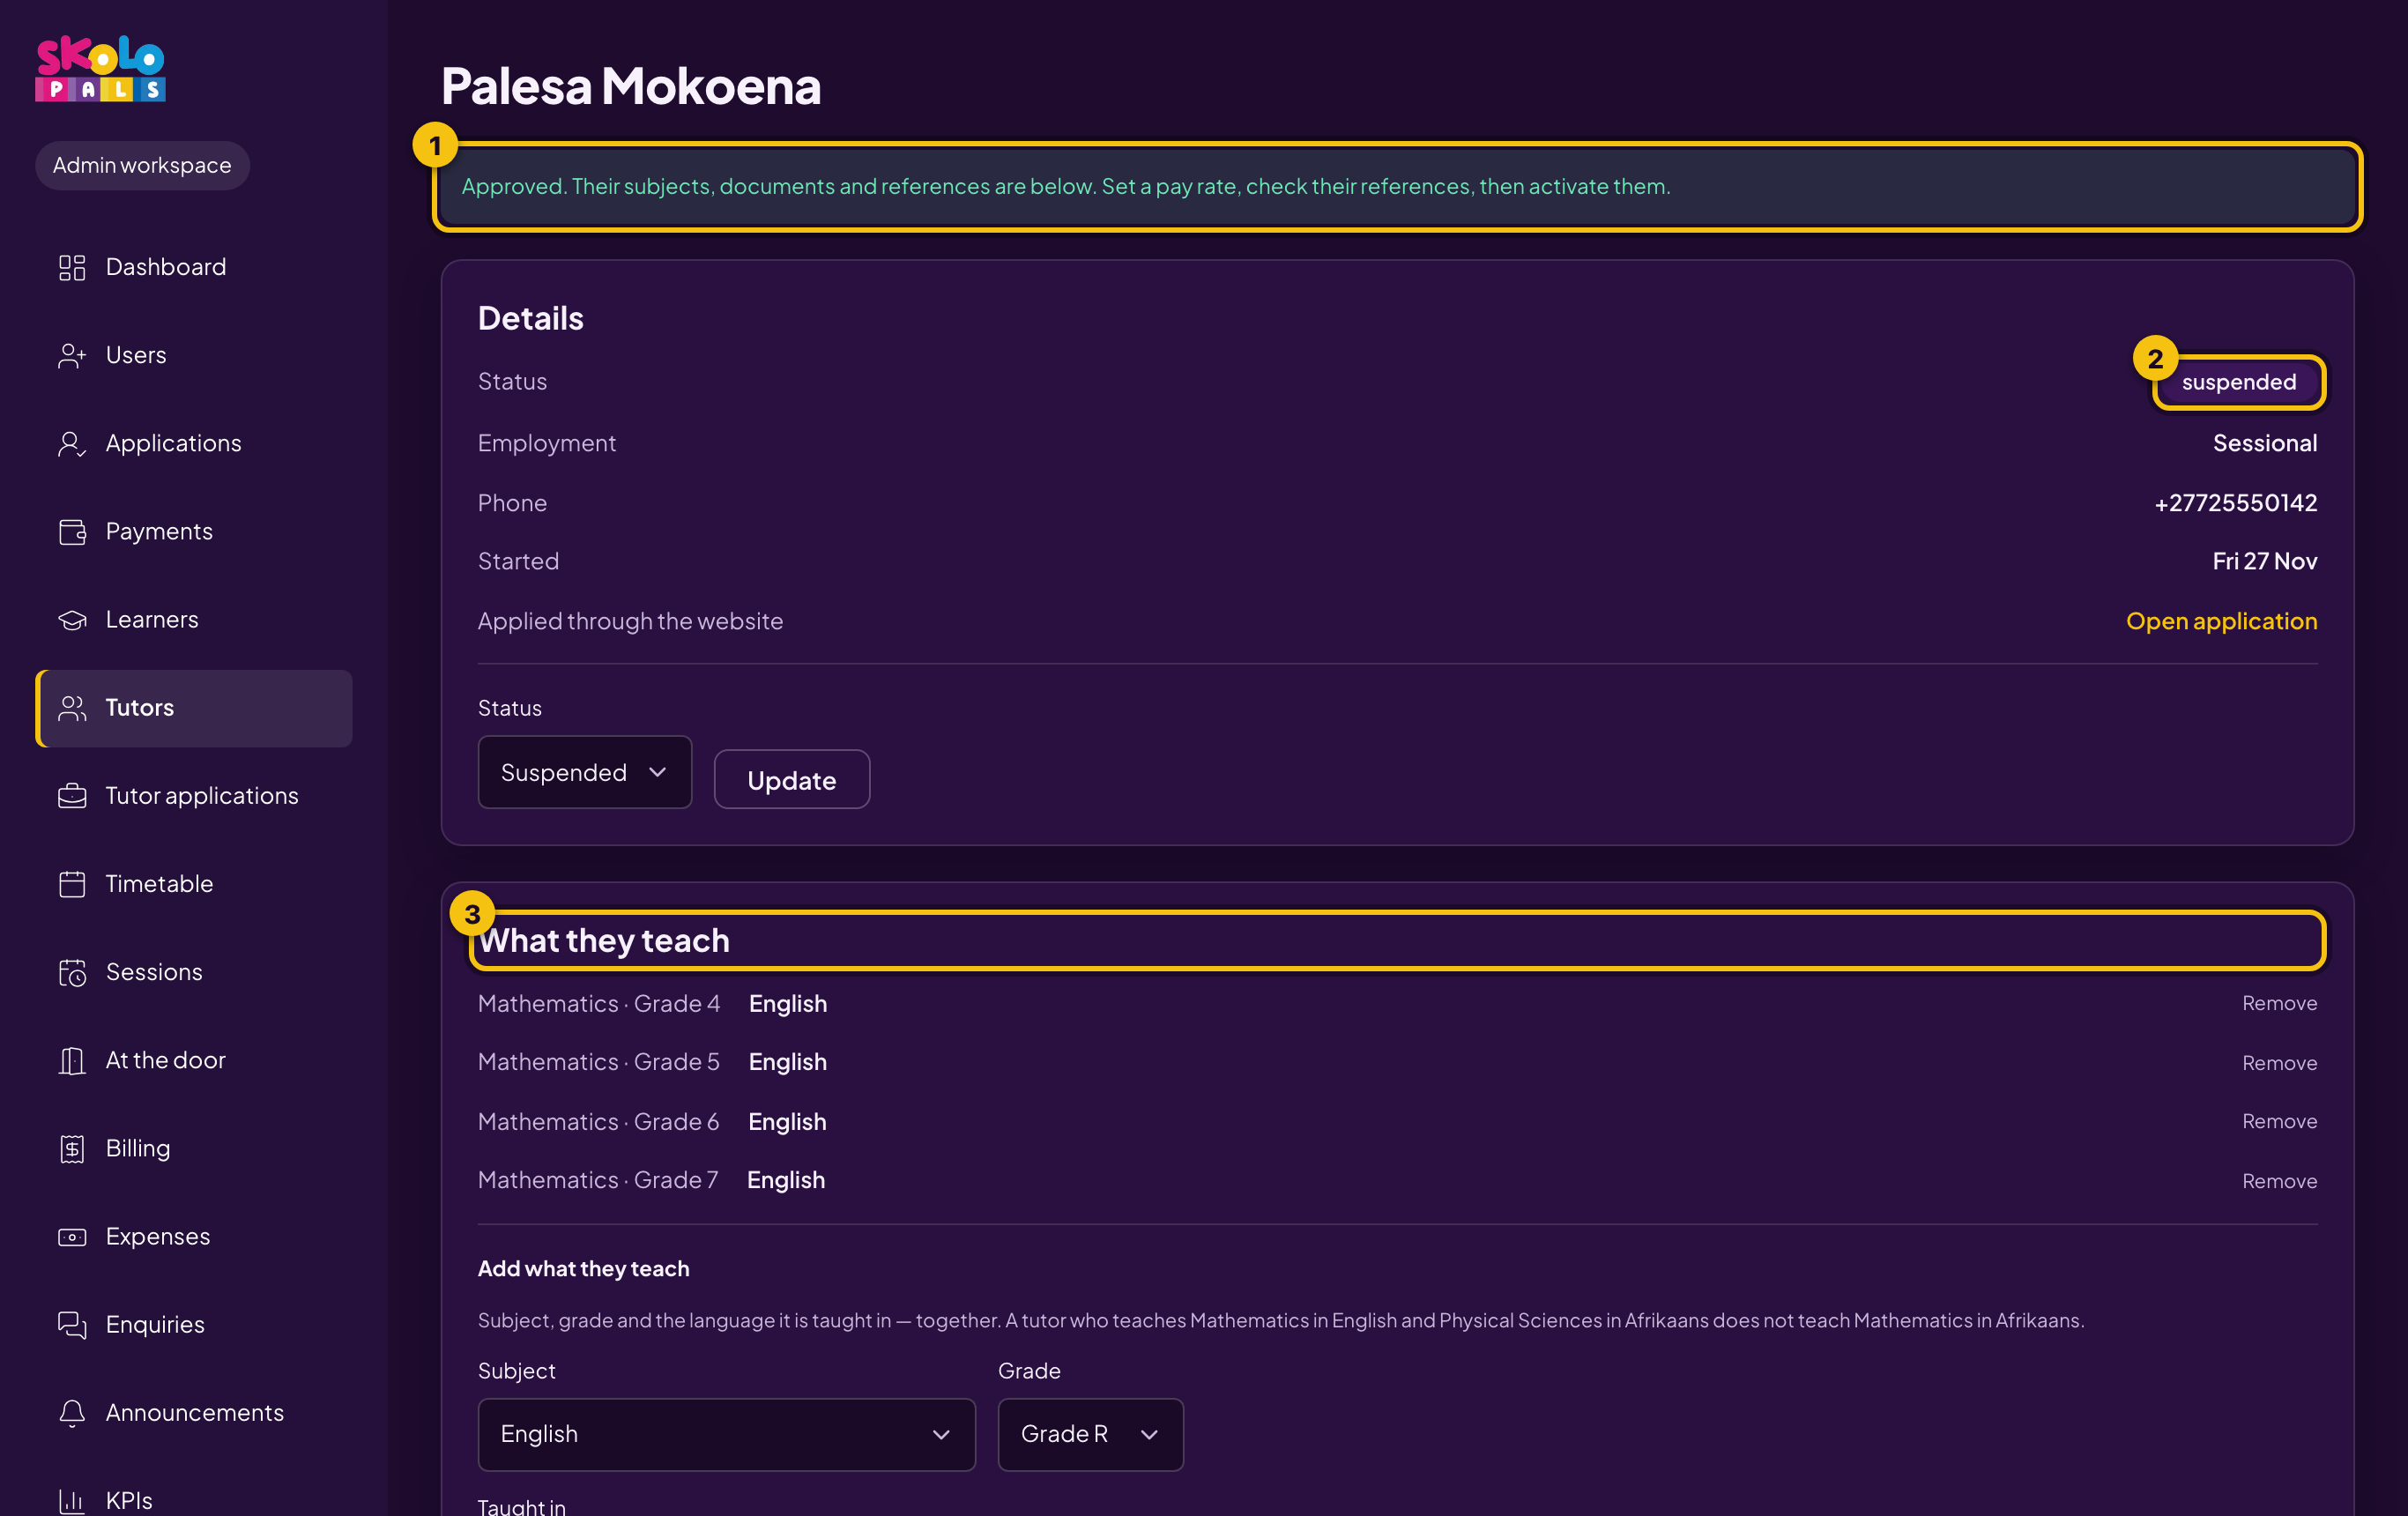 SKOLO
PALS
Admin workspace
Dashboard
Users
Applications
Payments
Learners
Tutors
Tutor applications
Timetable
Sessions
At the door
Billing
Expenses
Enquiries
Announcements
KPIs
Palesa Mokoena
1
Approved. Their subjects, documents and references are below. Set a pay rate, check their references, then activate them.
Details
2
Status suspended
Employment Sessional
Phone +27725550142
Started Fri 27 Nov
Applied through the website Open application
Status
Suspended Update
3
What they teach
Mathematics · Grade 4 English Remove
Mathematics · Grade 5 English Remove
Mathematics · Grade 6 English Remove
Mathematics · Grade 7 English Remove
Add what they teach
Subject, grade and the language it is taught in — together. A tutor who teaches Mathematics in English and Physical Sciences in Afrikaans does not teach Mathematics in Afrikaans.
Subject Grade
English Grade R
Taught in